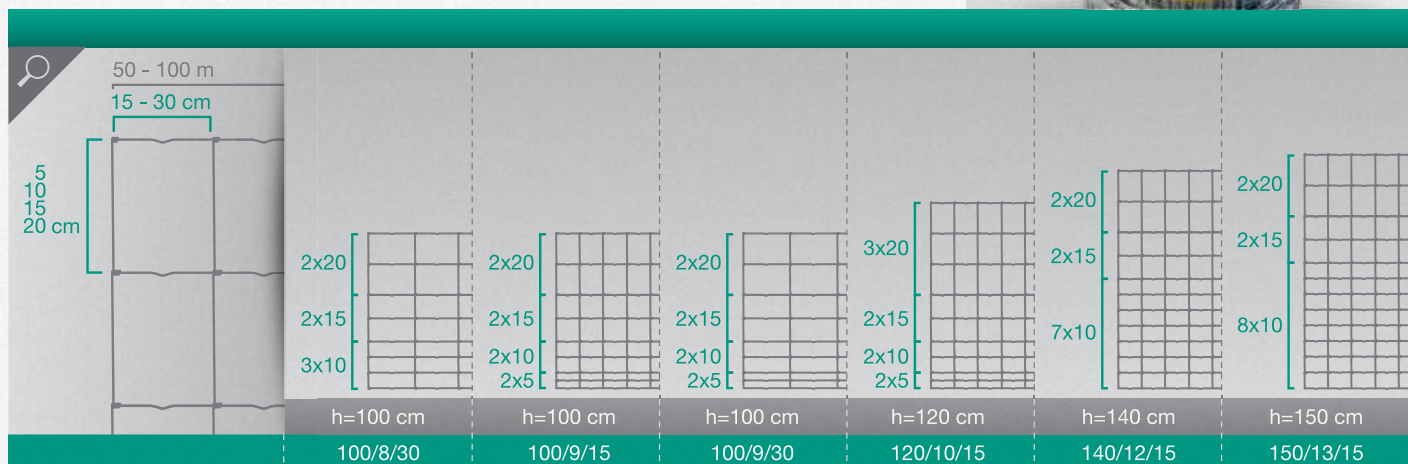 50 - 100 m
15 - 30 cm
5
10
15
20 cm
2x20
2x15
3x10
h=100 cm
100/8/30
2x20
2x15
2x10
2x5
h=100 cm
100/9/15
2x20
2x15
2x10
2x5
h=100 cm
100/9/30
3x20
2x15
2x10
2x5
h=120 cm
120/10/15
2x20
2x15
7x10
h=140 cm
140/12/15
2x20
2x15
8x10
h=150 cm
150/13/15